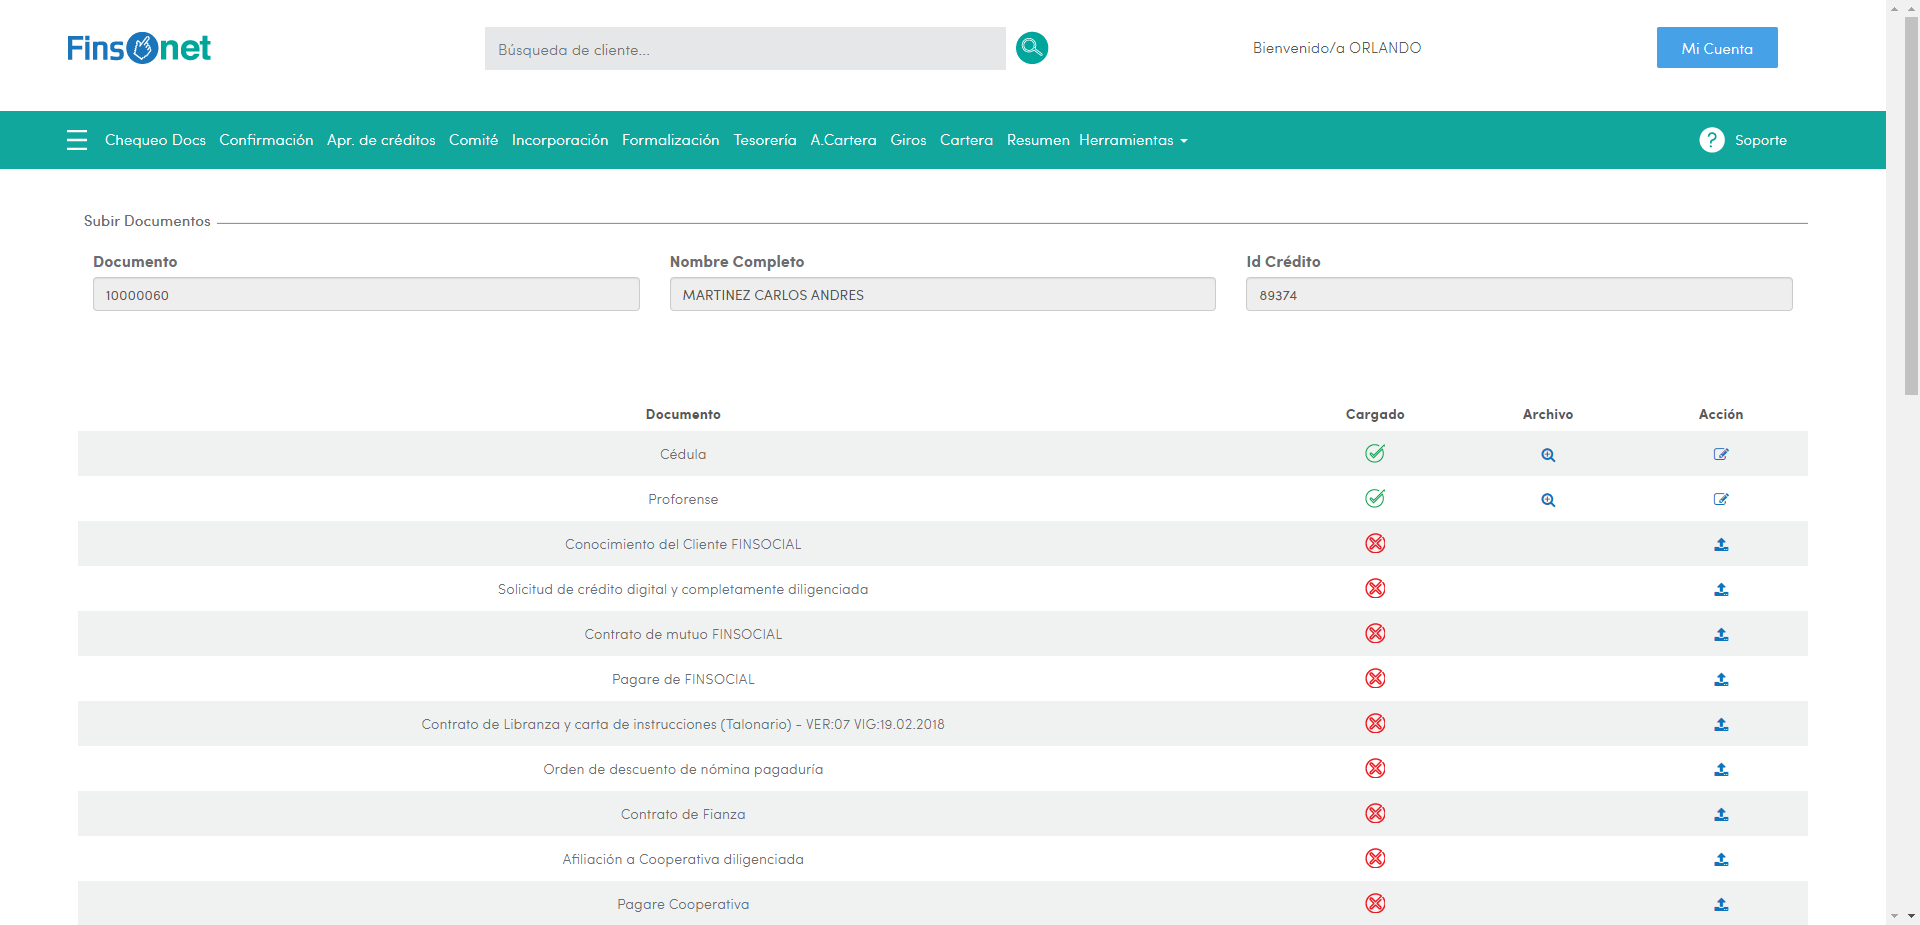 Finsonet
Búsqueda de cliente...
Bienvenido/a ORLANDO
Mi Cuenta
Chequeo Docs Confirmación Apr. de créditos Comité Incorporación Formalización Tesorería A.Cartera Giros Cartera Resumen Herramientas
? Soporte
Subir Documentos
Documento Nombre Completo Id Crédito
10000060 MARTINEZ CARLOS ANDRES 89374
Documento Cargado Archivo Acción
Cédula
Proforense
Conocimiento del Cliente FINSOCIAL
Solicitud de crédito digital y completamente diligenciada
Contrato de mutuo FINSOCIAL
Pagare de FINSOCIAL
Contrato de Libranza y carta de instrucciones (Talonario) - VER:07 VIG:19.02.2018
Orden de descuento de nómina pagaduría
Contrato de Fianza
Afiliación a Cooperativa diligenciada
Pagare Cooperativa